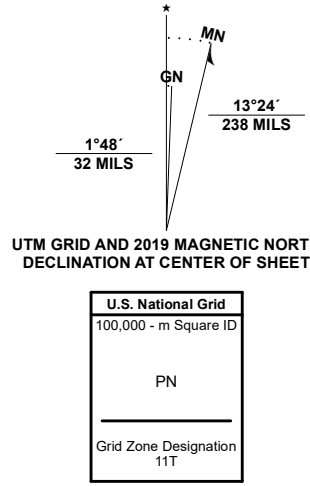 ★
MN
GN
13°24´
238 MILS
1°48´
32 MILS
UTM GRID AND 2019 MAGNETIC NORT
DECLINATION AT CENTER OF SHEET
U.S. National Grid
100,000 - m Square ID
PN
Grid Zone Designation
11T